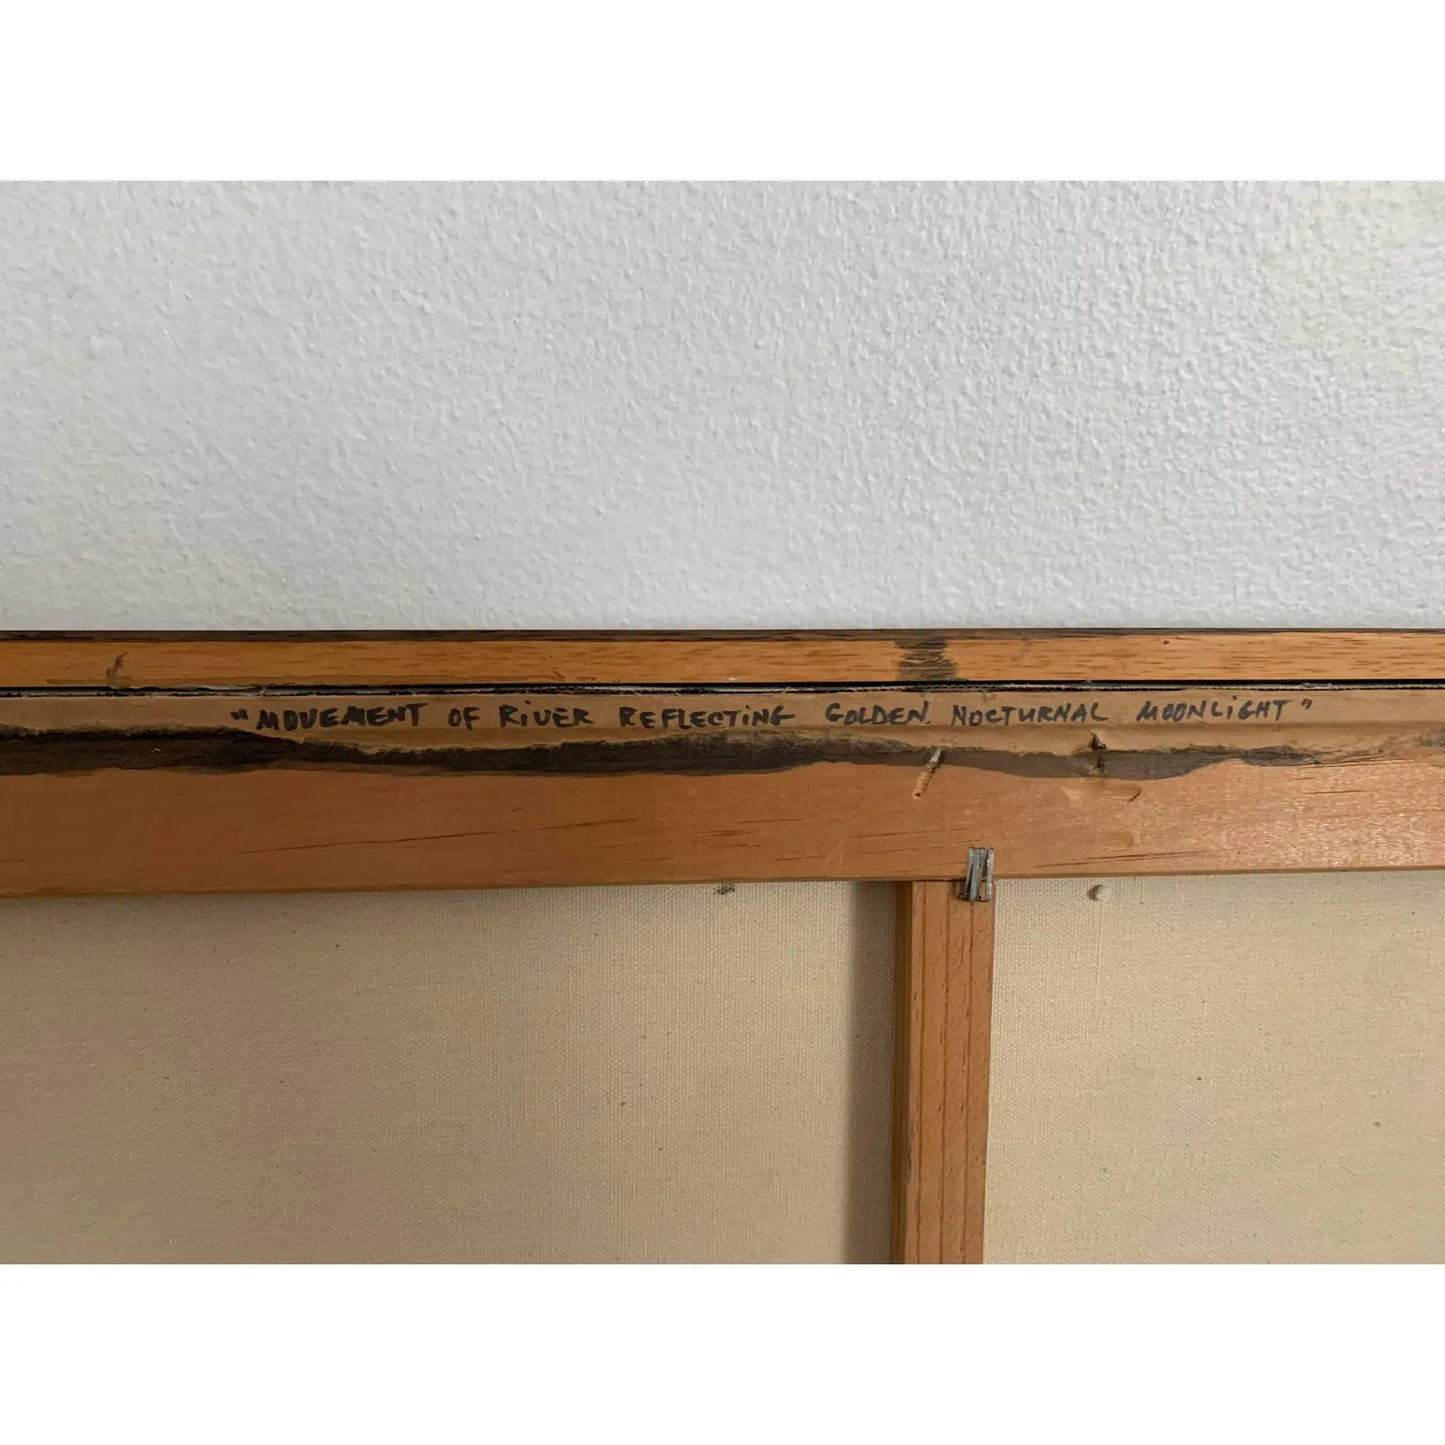 "MOVEMENT OF RiVER REFLECTiNG GOLDEN. NOCTURNAL MOONLiGHT"